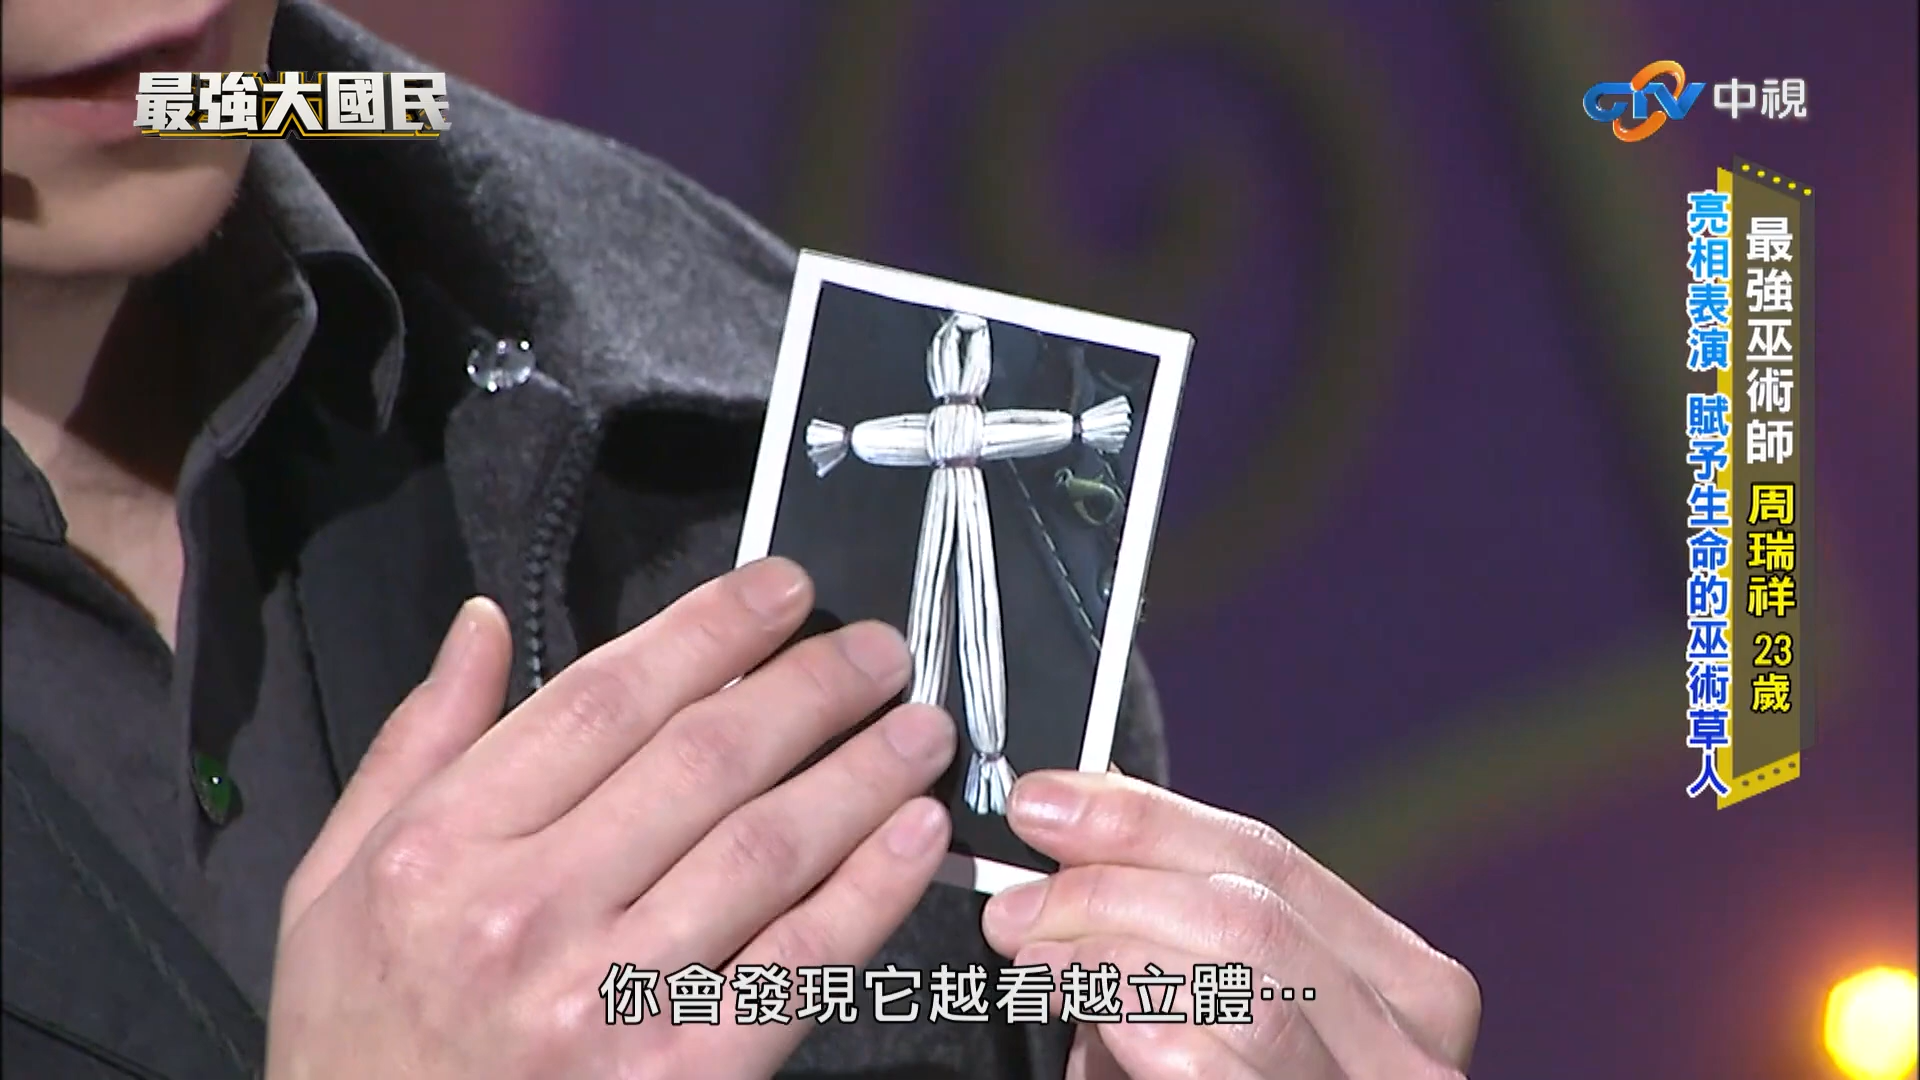 最強大國民
CTV 中視
最強巫術師 周瑞祥 23歲
亮相表演 賦予生命的巫術草人
你會發現它越看越立體…